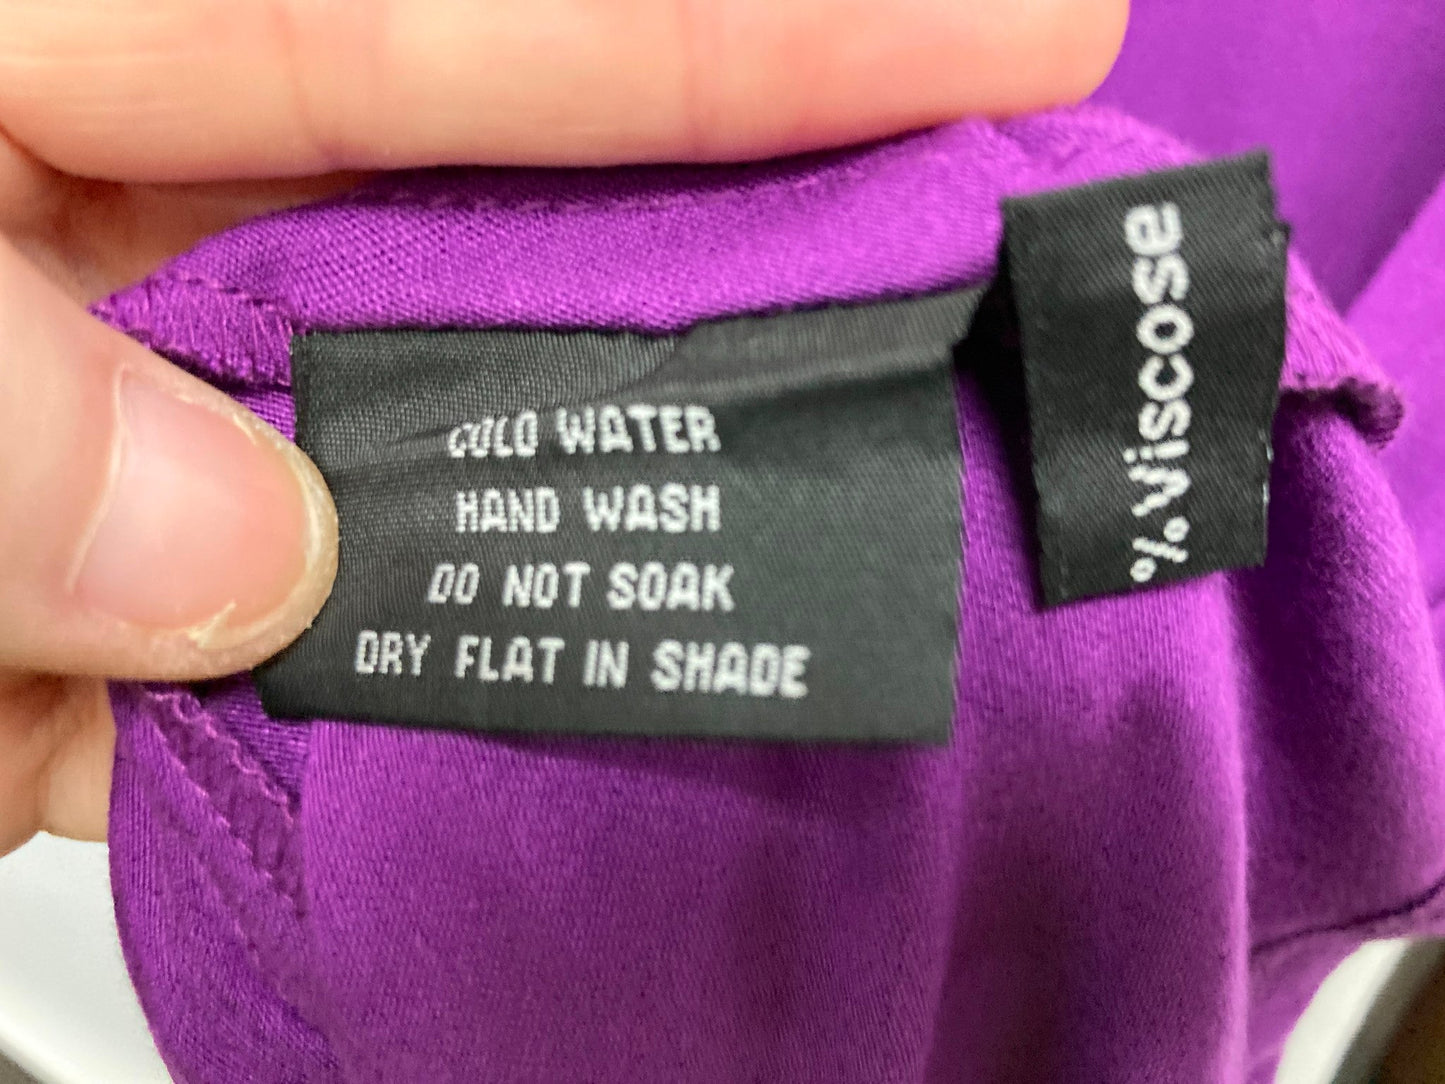 COLD WATER
HAND WASH
DO NOT SOAK
DRY FLAT IN SHADE
% Viscose